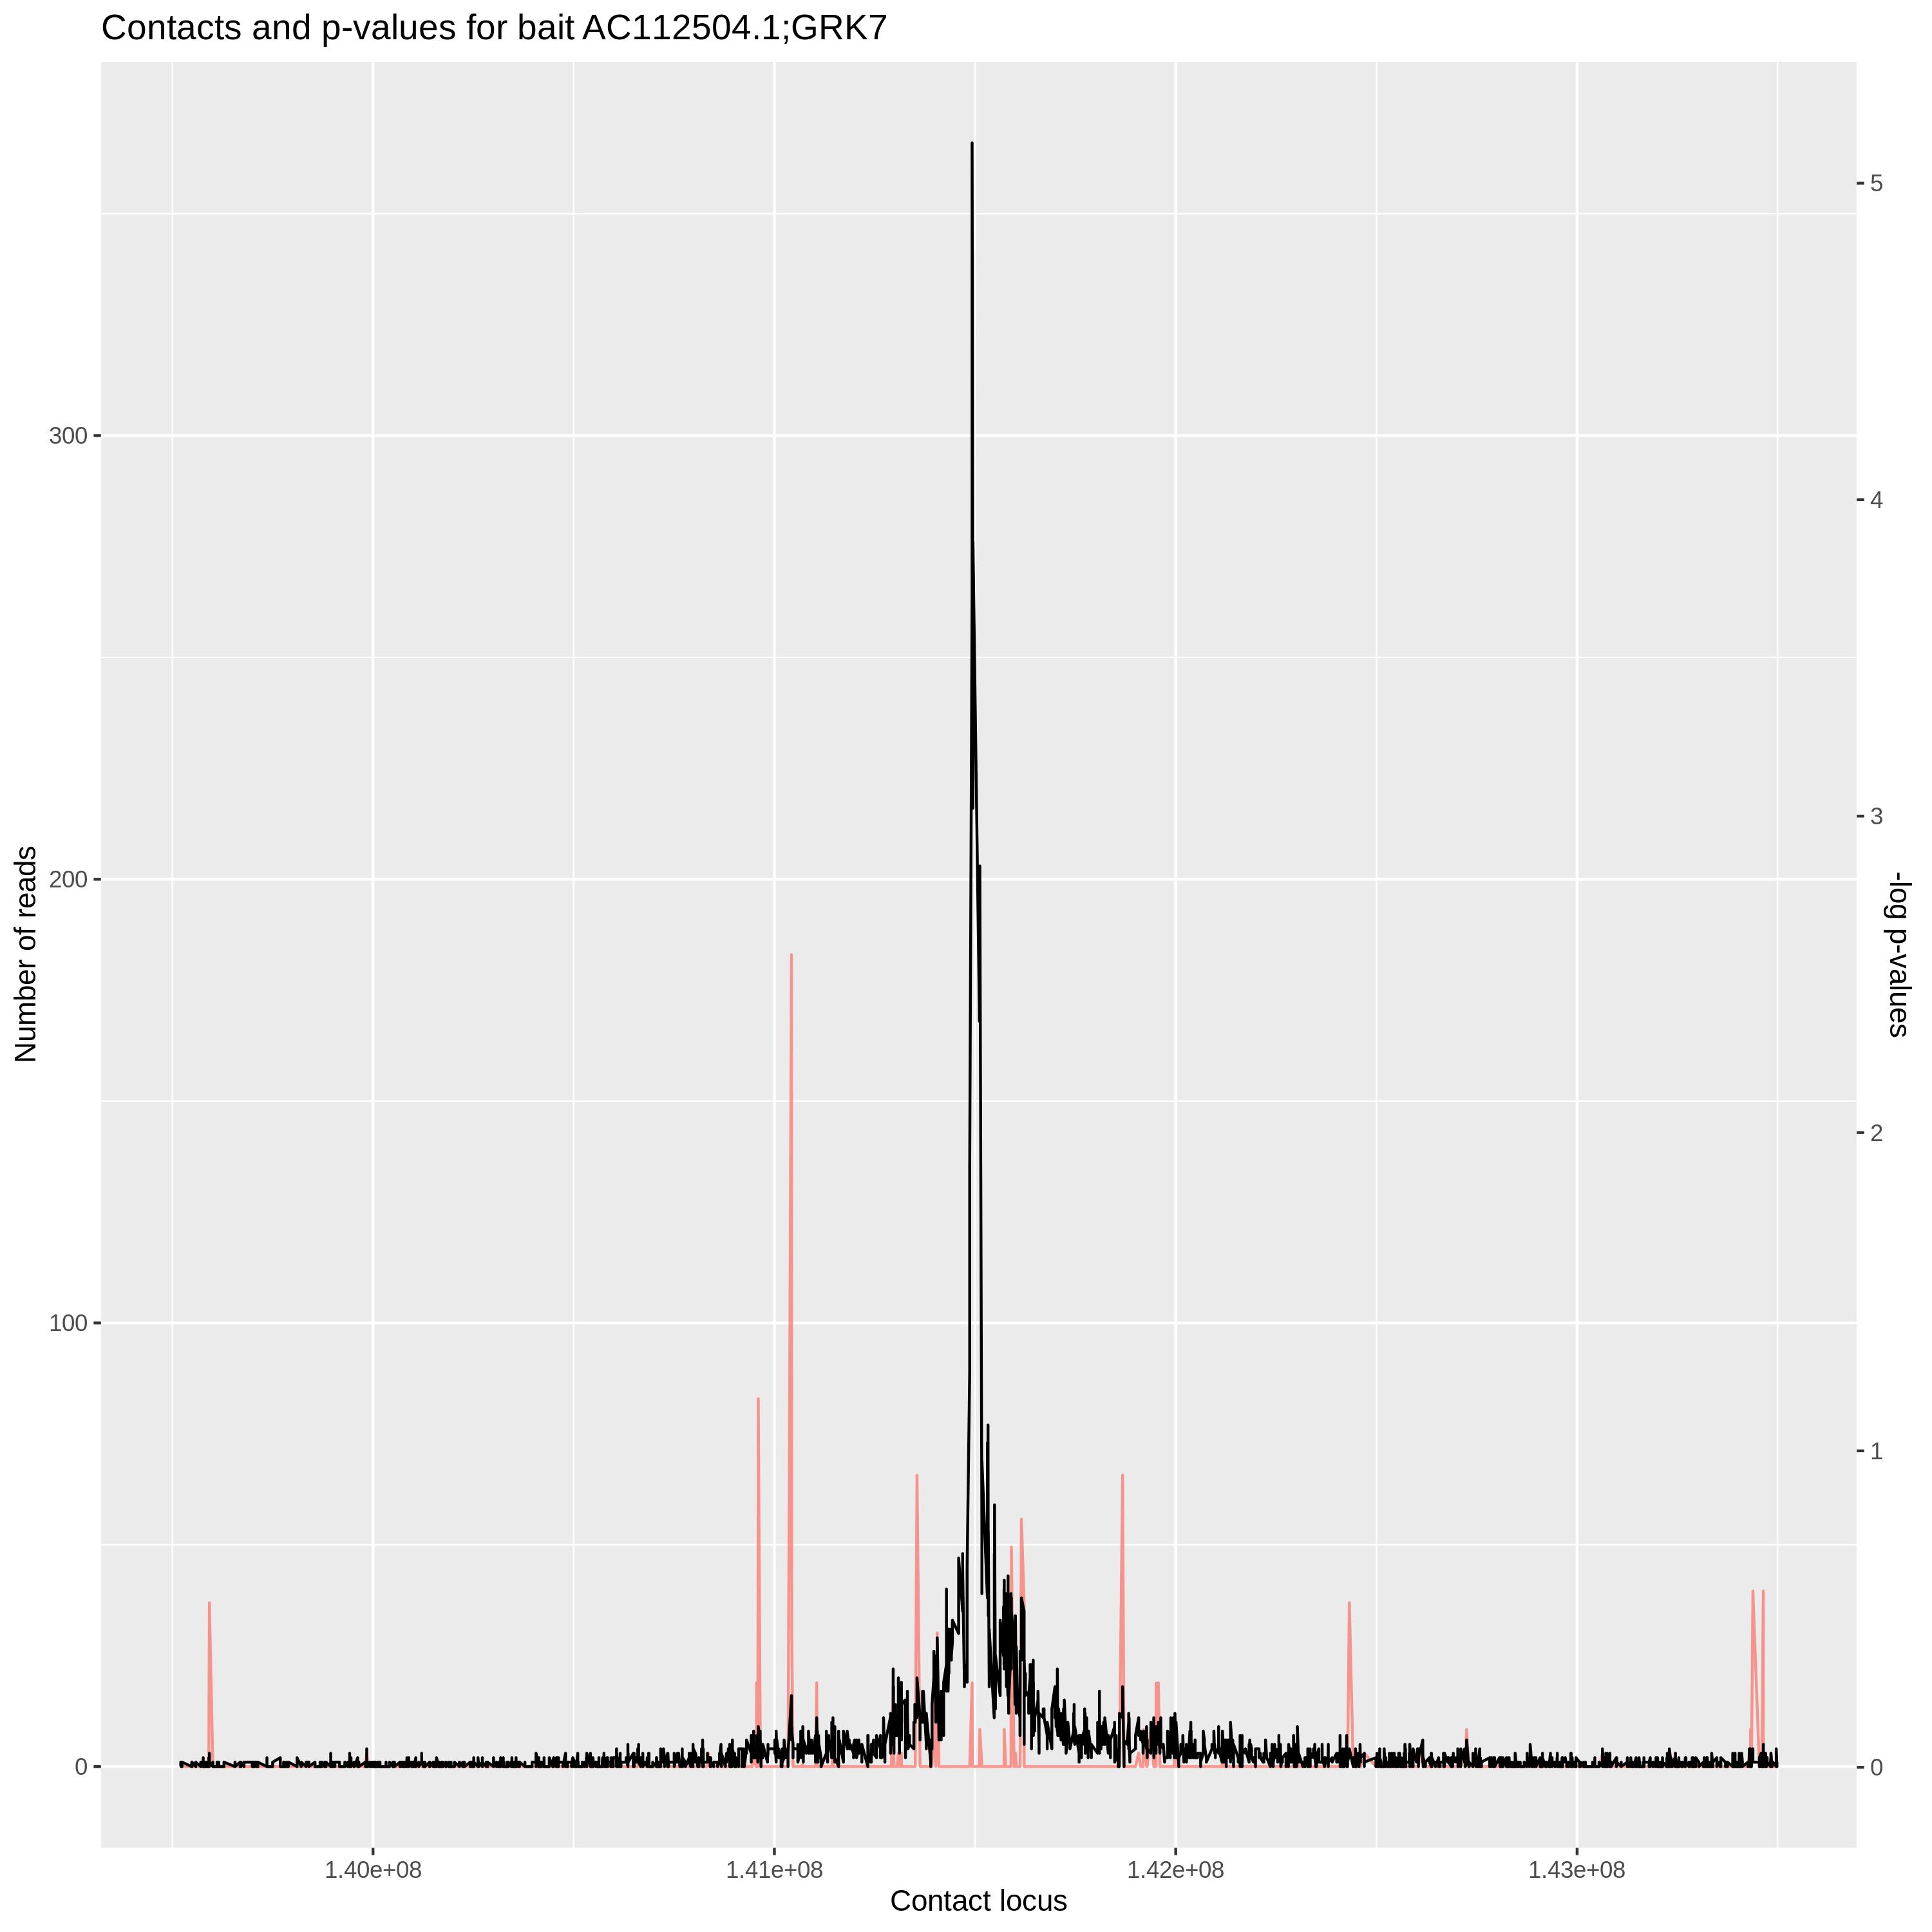 Contacts and p-values for bait AC112504.1;GRK7
Number of reads
300
200
100
0
5
4
3
2
1
0
-log p-values
1.40e+08
1.41e+08
1.42e+08
1.43e+08
Contact locus